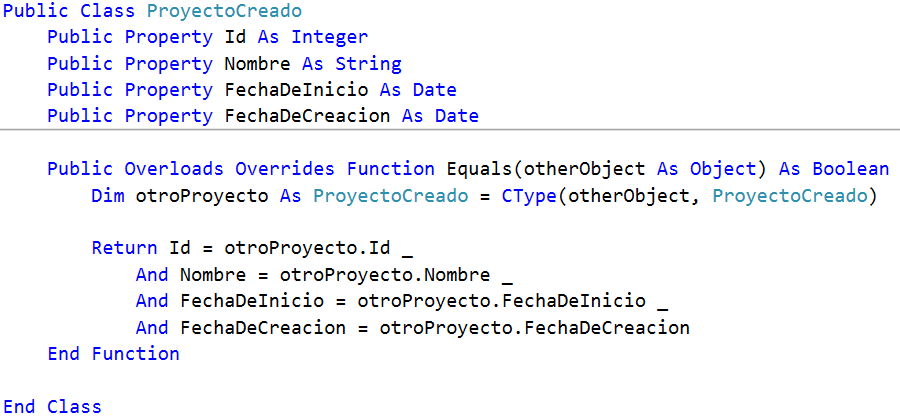 Public Class ProyectoCreado
    Public Property Id As Integer
    Public Property Nombre As String
    Public Property FechaDeInicio As Date
    Public Property FechaDeCreacion As Date
    Public Overloads Overrides Function Equals(otherObject As Object) As Boolean
        Dim otroProyecto As ProyectoCreado = CType(otherObject, ProyectoCreado)
        Return Id = otroProyecto.Id _
            And Nombre = otroProyecto.Nombre _
            And FechaDeInicio = otroProyecto.FechaDeInicio _
            And FechaDeCreacion = otroProyecto.FechaDeCreacion
    End Function
End Class